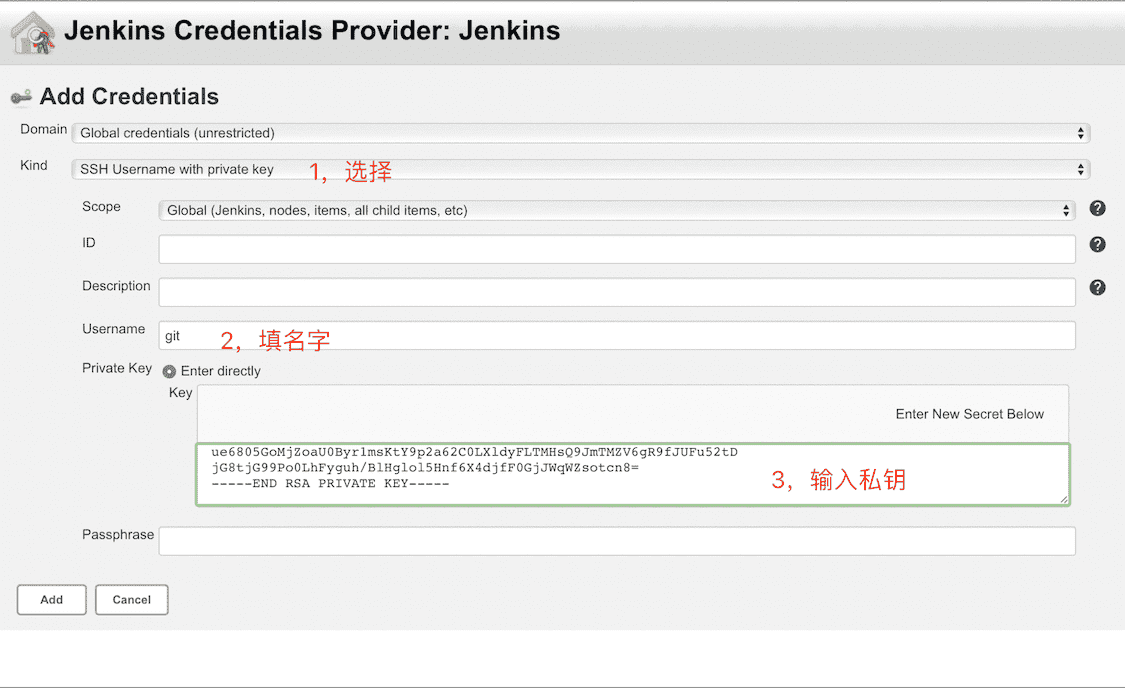 Jenkins Credentials Provider: Jenkins
Add Credentials
Domain Global credentials (unrestricted)
Kind SSH Username with private key 1，选择
Scope Global (Jenkins, nodes, items, all child items, etc)
ID
Description
Username git 2，填名字
Private Key Enter directly
Key
Enter New Secret Below
ue6805GoMjZoaU0Byr1msKtY9p2a62C0LXldyFLTMHsQ9JmTMZV6gR9fJUFu52tD
jG8tjG99Po0LhFyguh/BlHglol5Hnf6X4djfF0GjJWqWZsotcn8=
-----END RSA PRIVATE KEY-----
3，输入私钥
Passphrase
Add Cancel